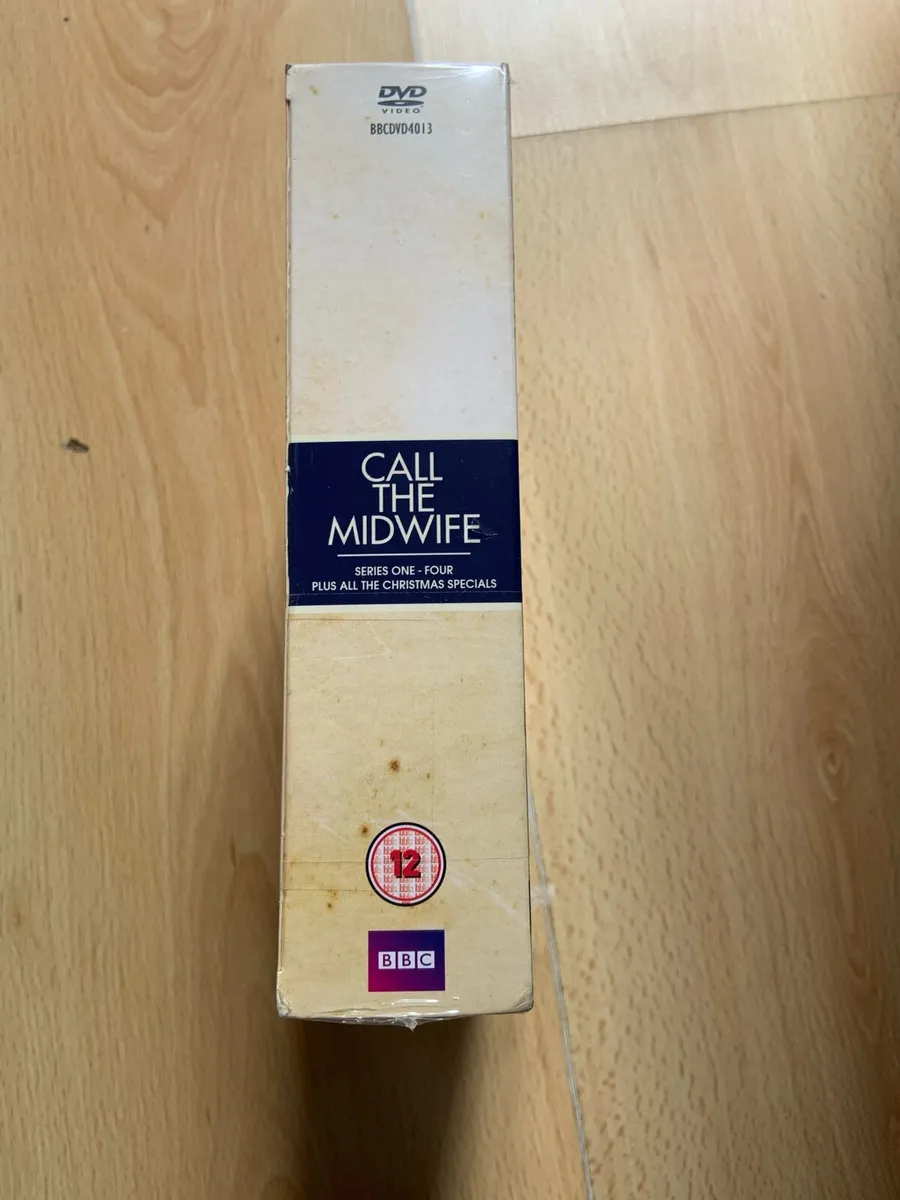 DVD
VIDEO
BBCDVD4013
CALL
THE
MIDWIFE
SERIES ONE - FOUR
PLUS ALL THE CHRISTMAS SPECIALS
12
BBC